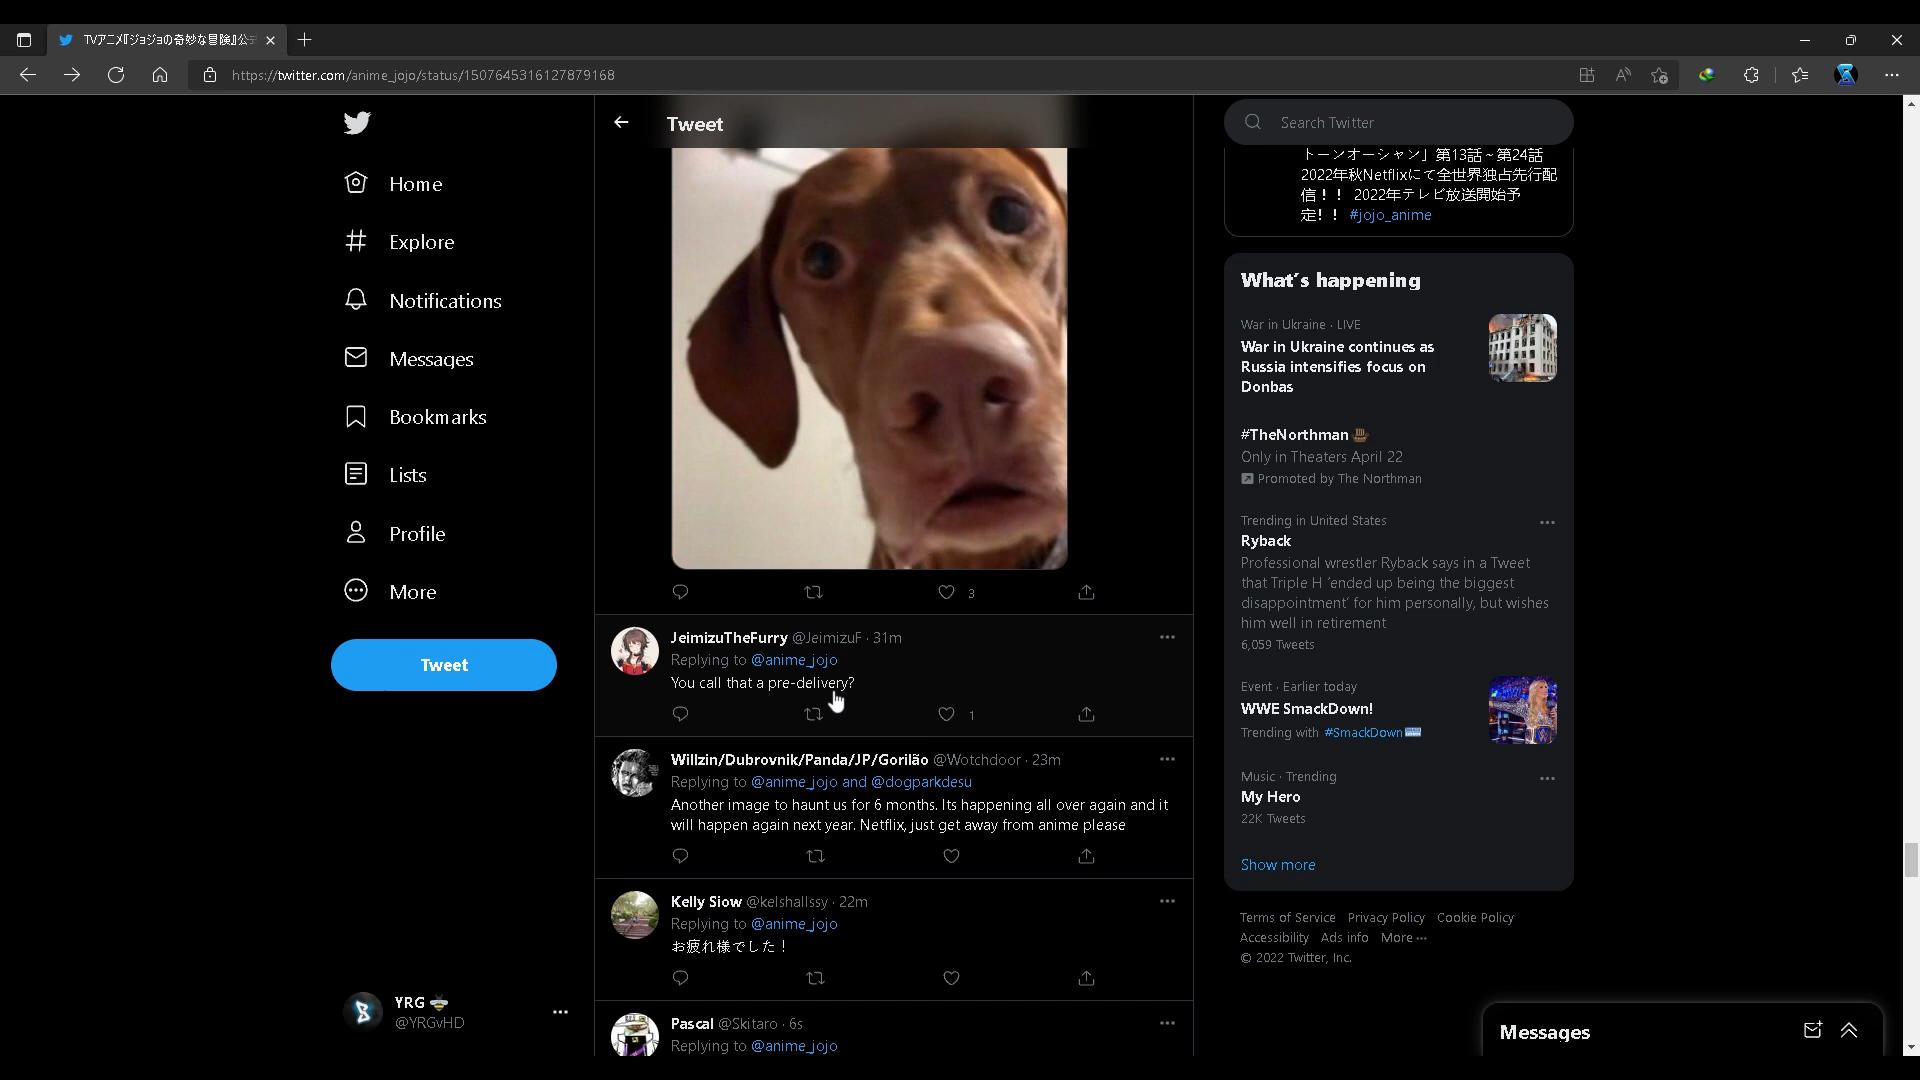 TVアニメ『ジョジョの奇妙な冒険』公式
https://twitter.com/anime_jojo/status/1507645316127879168
Home
Explore
Notifications
Messages
Bookmarks
Lists
Profile
More
Tweet
YRG
@YRGvHD
Tweet
3
JeimizuTheFurry @JeimizuF · 31m
Replying to @anime_jojo
You call that a pre-delivery?
1
Willzin/Dubrovnik/Panda/JP/Gorilão @Wotchdoor · 23m
Replying to @anime_jojo and @dogparkdesu
Another image to haunt us for 6 months. Its happening all over again and it
will happen again next year. Netflix, just get away from anime please
Kelly Siow @kelshallssy · 22m
Replying to @anime_jojo
お疲れ様でした！
Pascal @Skitaro · 6s
Replying to @anime_jojo
Search Twitter
トーンオーシャン」第13話～第24話
2022年秋Netflixにて全世界独占先行配
信！！ 2022年テレビ放送開始予
定！！ #jojo_anime
What's happening
War in Ukraine · LIVE
War in Ukraine continues as
Russia intensifies focus on
Donbas
#TheNorthman
Only in Theaters April 22
Promoted by The Northman
Trending in United States
Ryback
Professional wrestler Ryback says in a Tweet
that Triple H 'ended up being the biggest
disappointment' for him personally, but wishes
him well in retirement
6,059 Tweets
Event · Earlier today
WWE SmackDown!
Trending with #SmackDown
Music · Trending
My Hero
22K Tweets
Show more
Terms of Service Privacy Policy Cookie Policy
Accessibility Ads info More ···
© 2022 Twitter, Inc.
Messages